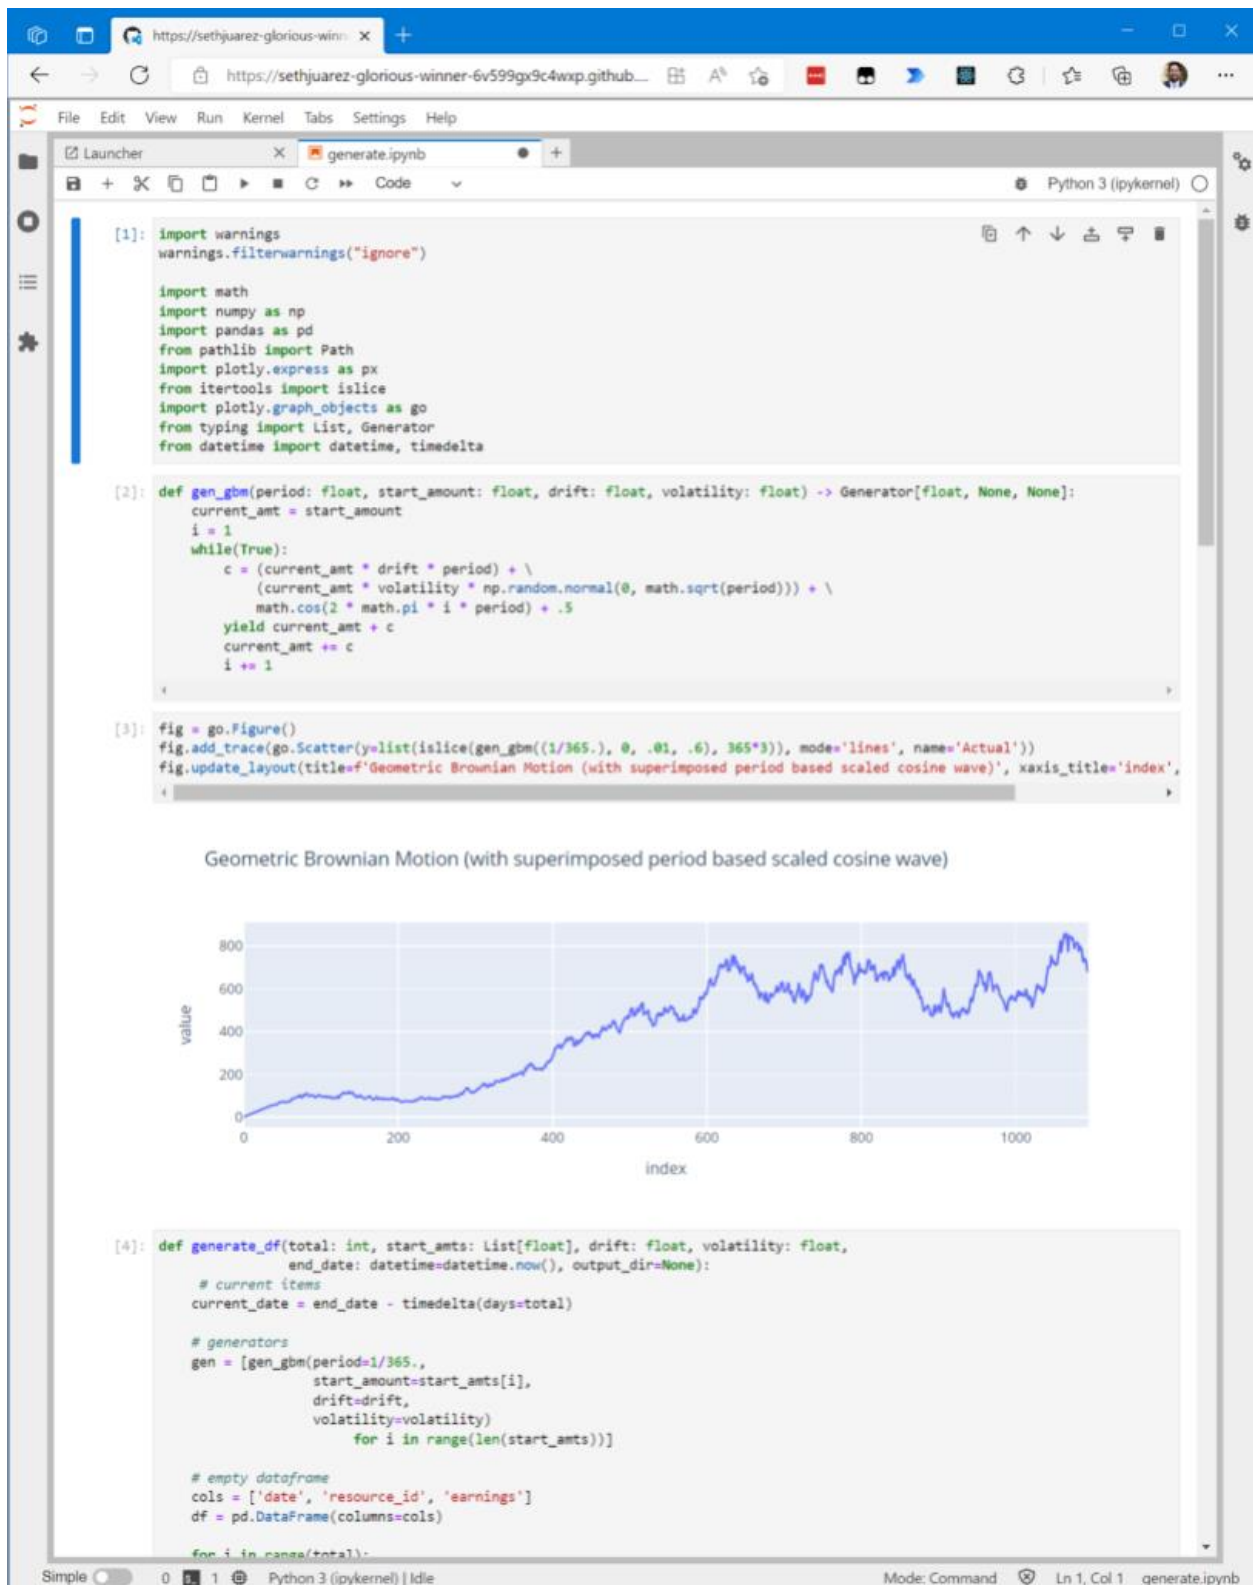 https://sethjuarez-glorious-winn
https://sethjuarez-glorious-winner-6v599gx9c4wxp.github....
File Edit View Run Kernel Tabs Settings Help
Launcher
generate.ipynb
Code
Python 3 (ipykernel)
[1]: import warnings
warnings.filterwarnings("ignore")
import math
import numpy as np
import pandas as pd
from pathlib import Path
import plotly.express as px
from itertools import islice
import plotly.graph_objects as go
from typing import List, Generator
from datetime import datetime, timedelta
[2]: def gen_gbm(period: float, start_amount: float, drift: float, volatility: float) -> Generator[float, None, None]:
current_amt = start_amount
i = 1
while(True):
c = (current_amt * drift * period) + \
(current_amt * volatility * np.random.normal(0, math.sqrt(period))) + \
math.cos(2 * math.pi * i * period) + .5
yield current_amt + c
current_amt += c
i += 1
[3]: fig = go.Figure()
fig.add_trace(go.Scatter(y=list(islice(gen_gbm((1/365.), 0, .01, .6), 365*3)), mode='lines', name='Actual'))
fig.update_layout(title=f'Geometric Brownian Motion (with superimposed period based scaled cosine wave)', xaxis_title='index',
Geometric Brownian Motion (with superimposed period based scaled cosine wave)
800
600
400
200
0
value
0 200 400 600 800 1000
index
[4]: def generate_df(total: int, start_amts: List[float], drift: float, volatility: float,
end_date: datetime=datetime.now(), output_dir=None):
# current items
current_date = end_date - timedelta(days=total)
# generators
gen = [gen_gbm(period=1/365.,
start_amount=start_amts[i],
drift=drift,
volatility=volatility)
for i in range(len(start_amts))]
# empty dataframe
cols = ['date', 'resource_id', 'earnings']
df = pd.DataFrame(columns=cols)
for i in range(total):
Simple 0 1 Python 3 (ipykernel) | Idle Mode: Command Ln 1, Col 1 generate.ipynb